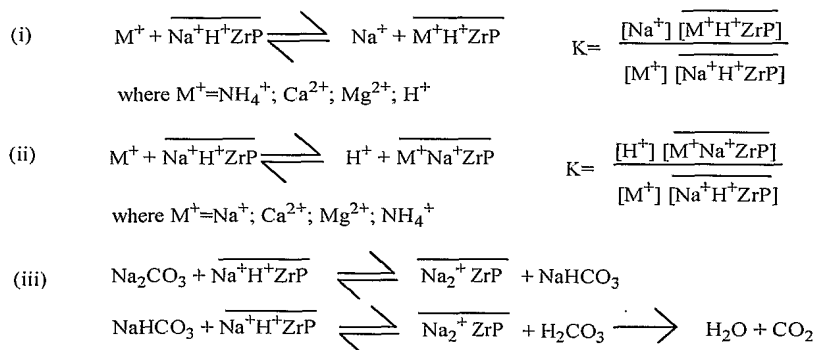 (i) M⁺ + Na⁺H⁺ZrP ⇌ Na⁺ + M⁺H⁺ZrP K= [Na⁺] [M⁺H⁺ZrP] / [M⁺] [Na⁺H⁺ZrP]
where M⁺=NH₄⁺; Ca²⁺; Mg²⁺; H⁺
(ii) M⁺ + Na⁺H⁺ZrP ⇌ H⁺ + M⁺Na⁺ZrP K= [H⁺] [M⁺Na⁺ZrP] / [M⁺] [Na⁺H⁺ZrP]
where M⁺=Na⁺; Ca²⁺; Mg²⁺; NH₄⁺
(iii) Na₂CO₃ + Na⁺H⁺ZrP ⇌ Na₂⁺ ZrP + NaHCO₃
NaHCO₃ + Na⁺H⁺ZrP ⇌ Na₂⁺ ZrP + H₂CO₃ ⟶ H₂O + CO₂